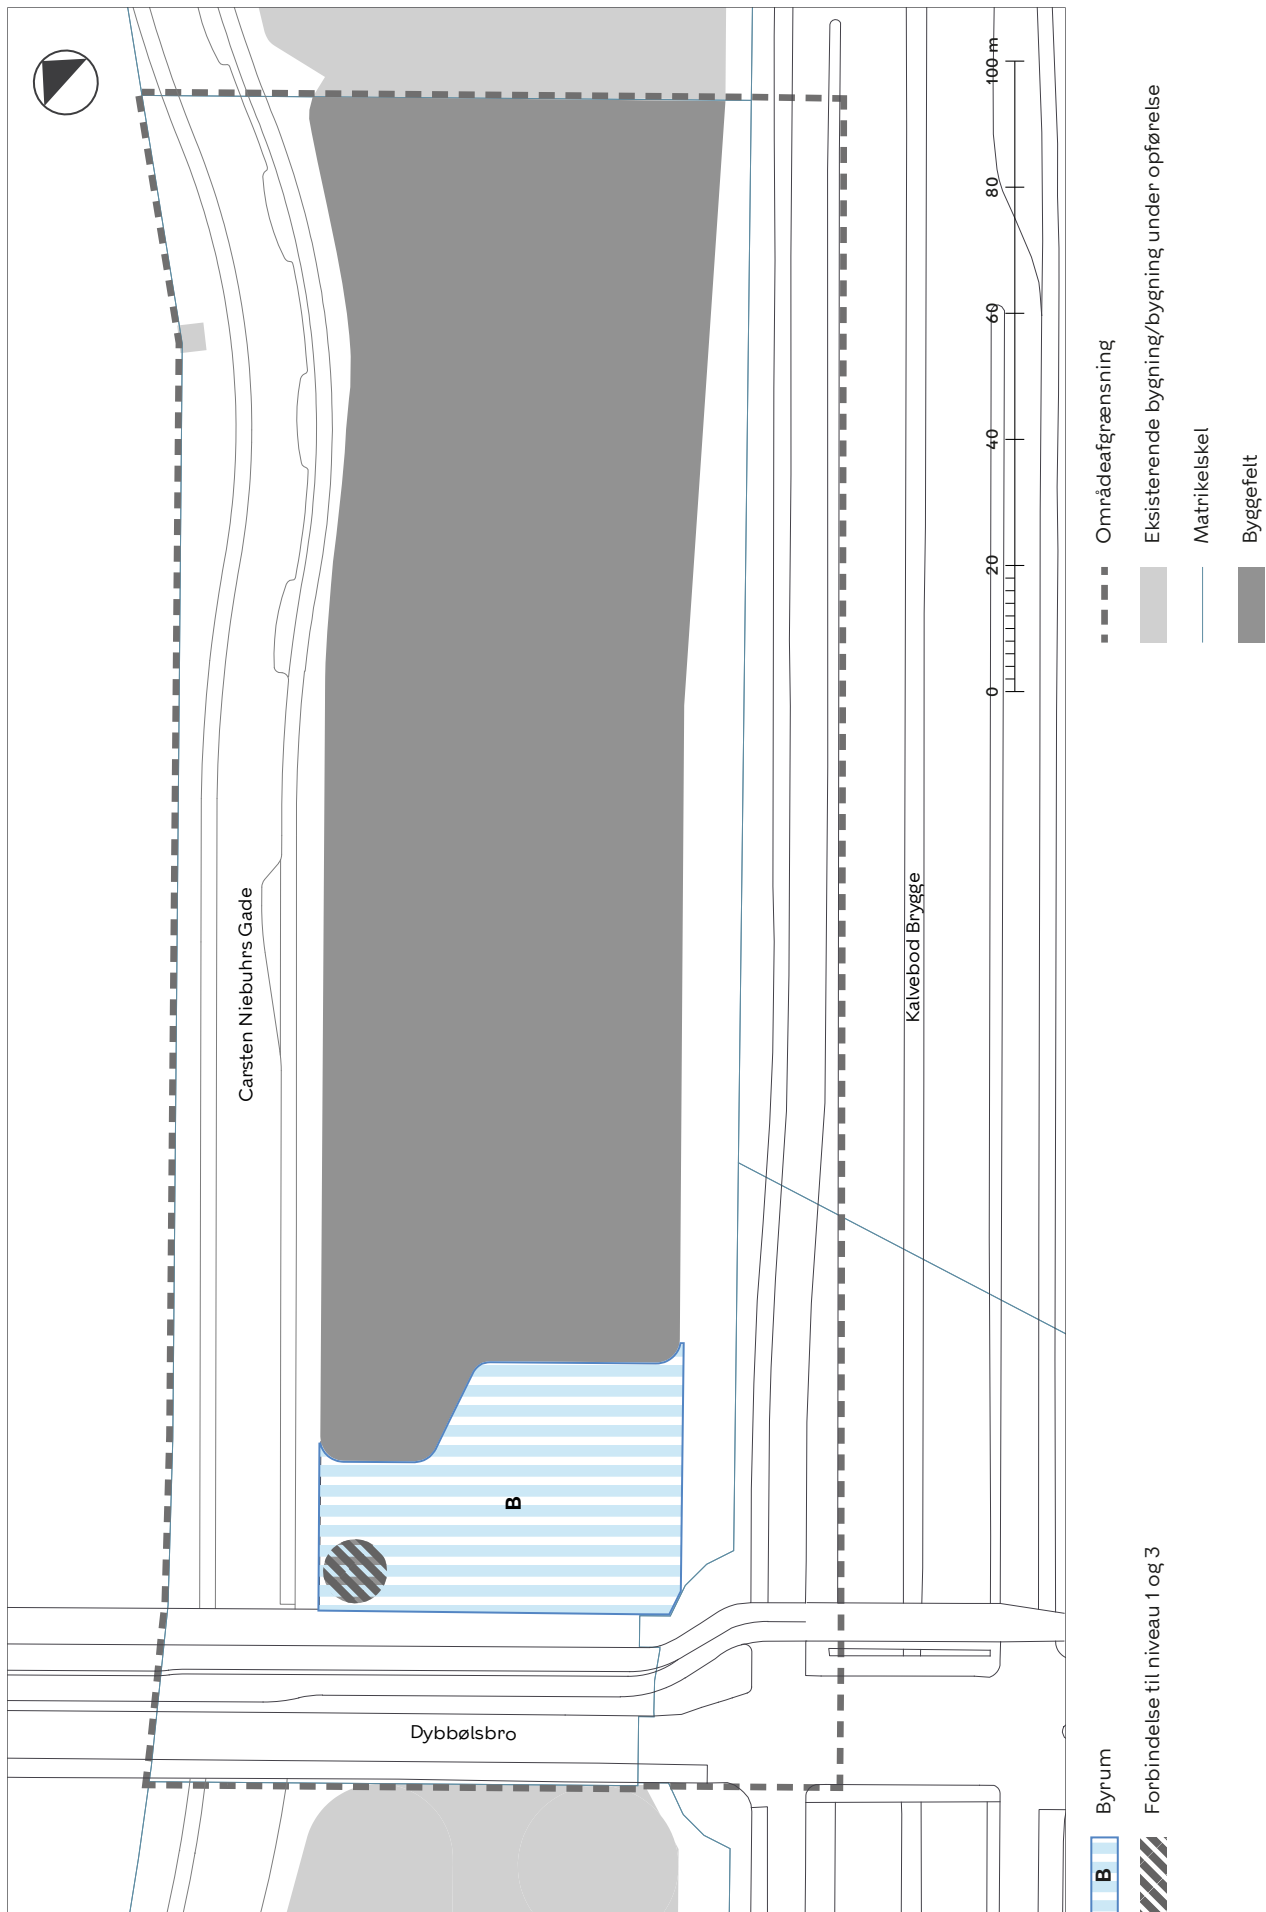 Carsten Niebuhrs Gade
Kalvebod Brygge
Dybbølsbro
B
0
20
40
60
80
100 m
B
Byrum
Forbindelse til niveau 1 og 3
Områdeafgrænsning
Eksisterende bygning/bygning under opførelse
Matrikelskel
Byggefelt